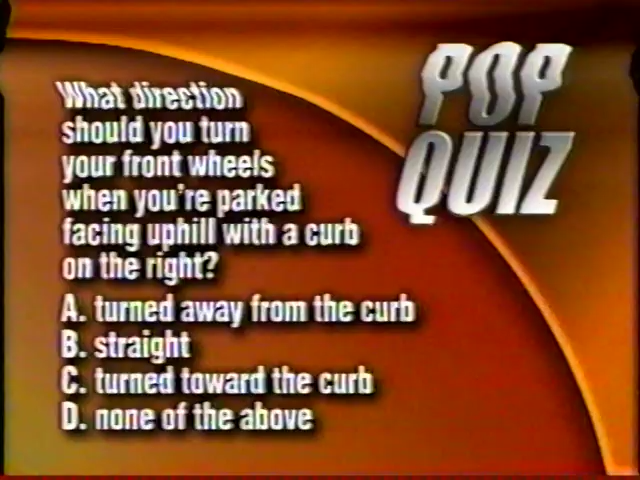 POP
QUIZ
What direction
should you turn
your front wheels
when you're parked
facing uphill with a curb
on the right?
A. turned away from the curb
B. straight
C. turned toward the curb
D. none of the above